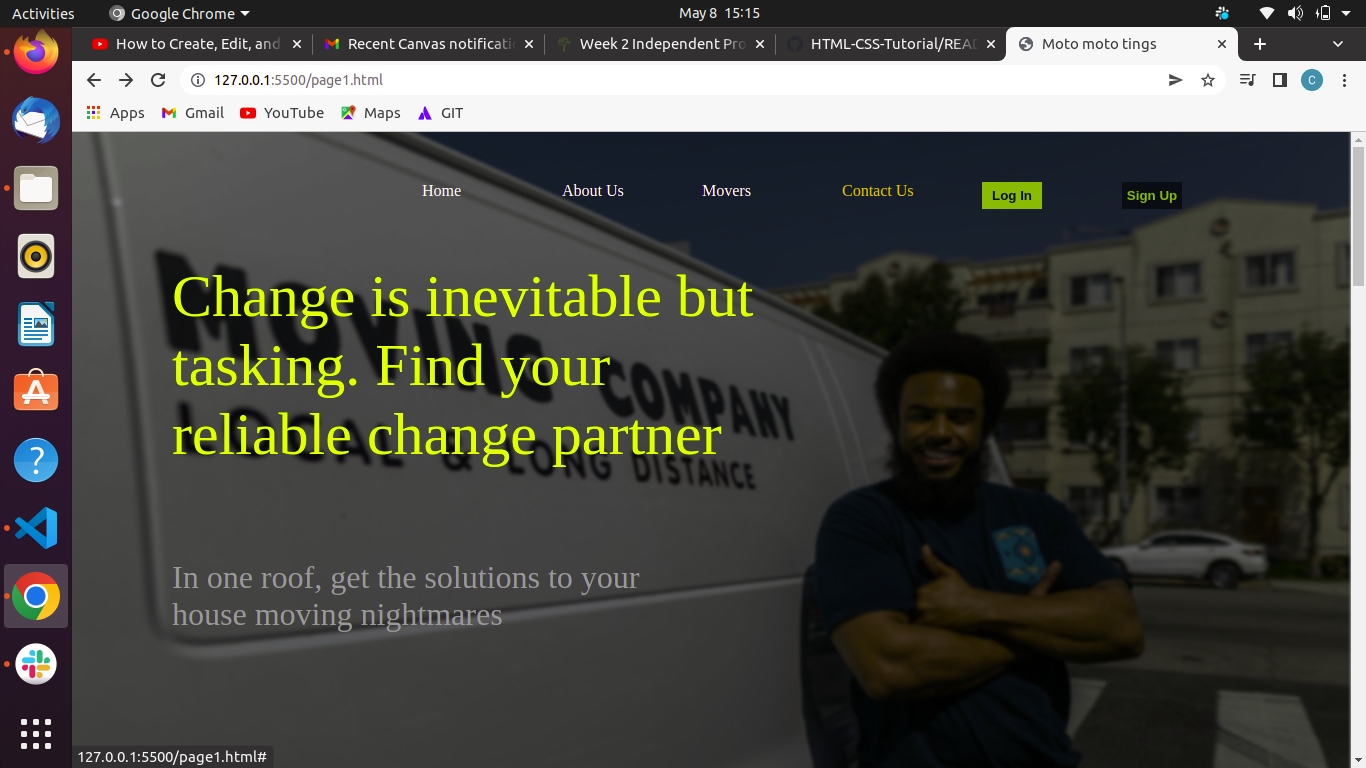 Activities
Google Chrome
May 8 15:15
How to Create, Edit, and
Recent Canvas notificatio
Week 2 Independent Pro
HTML-CSS-Tutorial/READ
Moto moto tings
127.0.0.1:5500/page1.html
C
Apps
Gmail
YouTube
Maps
GIT
Home
About Us
Movers
Contact Us
Log In
Sign Up
Change is inevitable but
tasking. Find your
reliable change partner
MOVING COMPANY
LOCAL & LONG DISTANCE
In one roof, get the solutions to your
house moving nightmares
127.0.0.1:5500/page1.html#